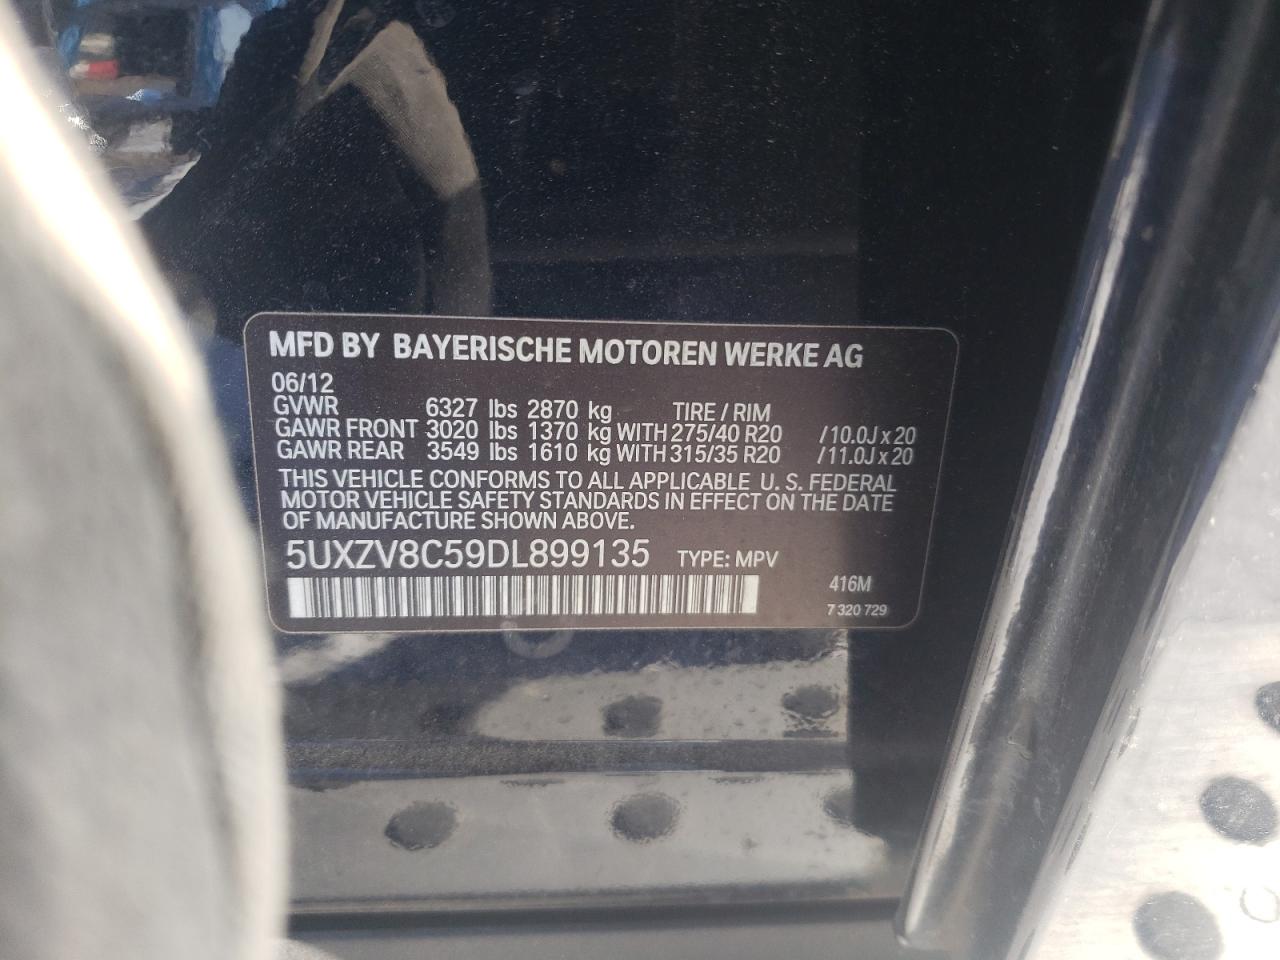 MFD BY BAYERISCHE MOTOREN WERKE AG
06/12
GVWR 6327 lbs 2870 kg TIRE / RIM
GAWR FRONT 3020 lbs 1370 kg WITH 275/40 R20 /10.0J x 20
GAWR REAR 3549 lbs 1610 kg WITH 315/35 R20 /11.0J x 20
THIS VEHICLE CONFORMS TO ALL APPLICABLE U. S. FEDERAL
MOTOR VEHICLE SAFETY STANDARDS IN EFFECT ON THE DATE
OF MANUFACTURE SHOWN ABOVE.
5UXZV8C59DL899135 TYPE: MPV
416M
7 320 729